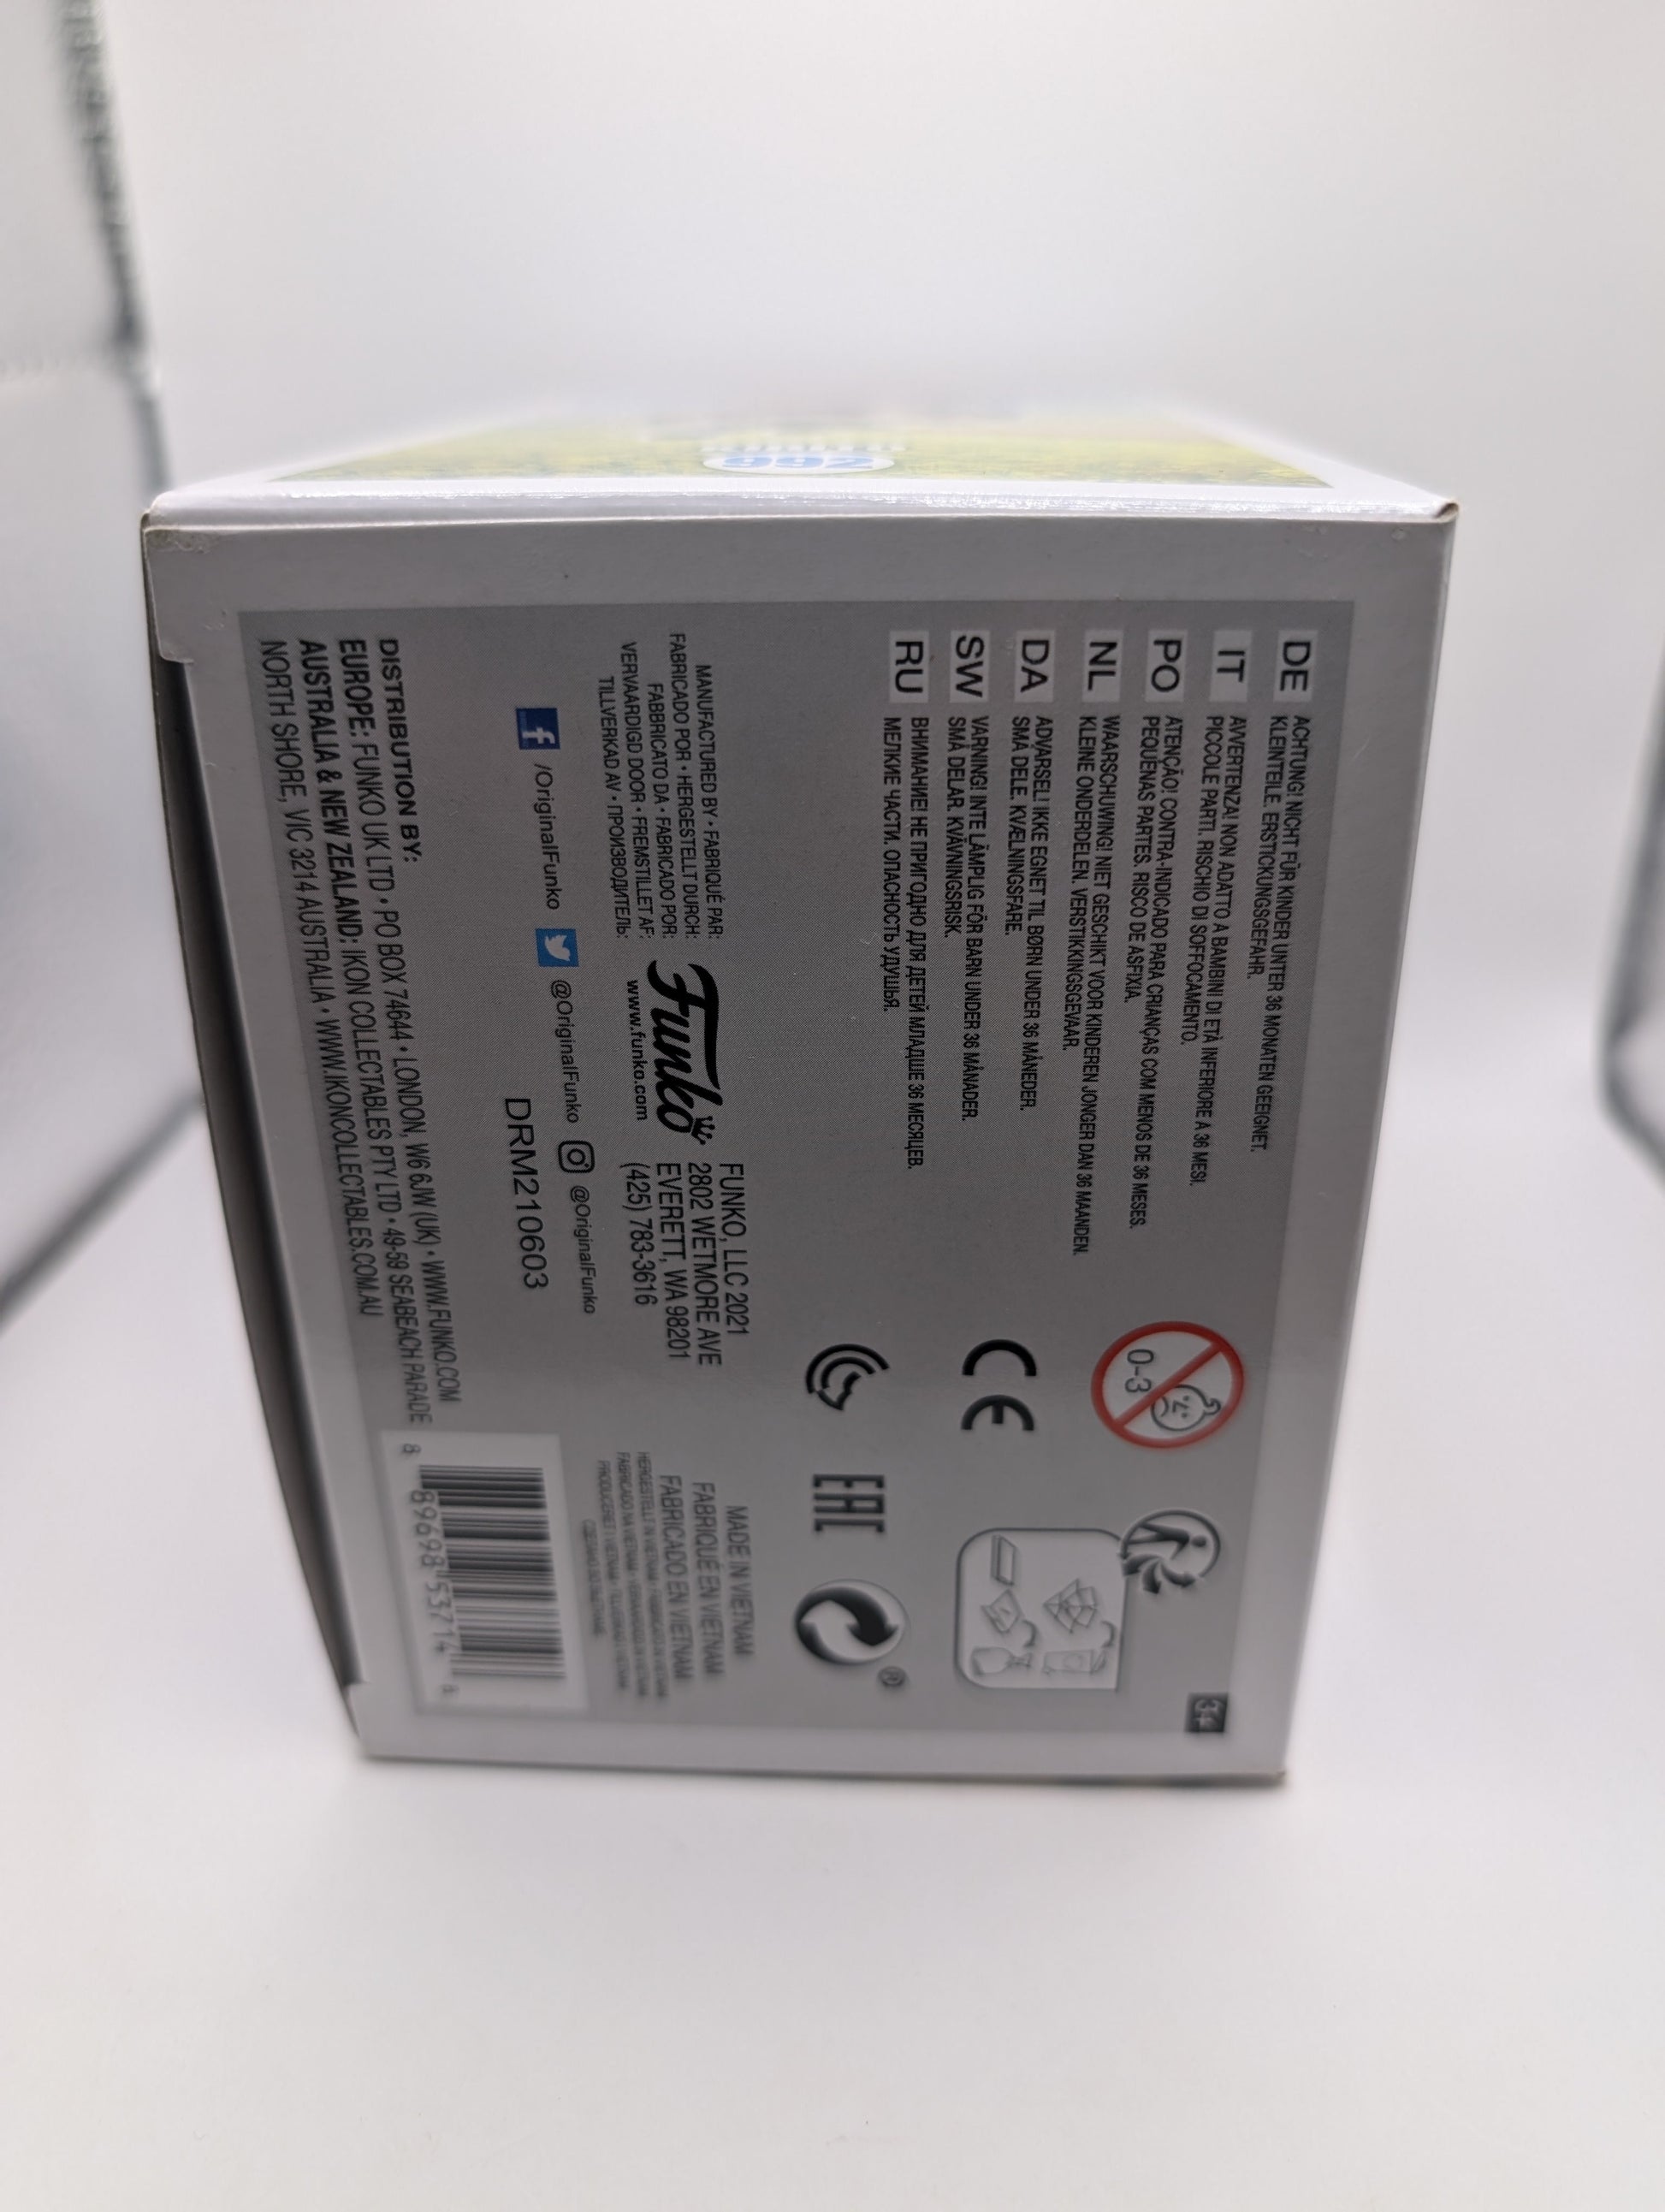 992
DE ACHTUNG! NICHT FÜR KINDER UNTER 36 MONATEN GEEIGNET.
KLEINTEILE. ERSTICKUNGSGEFAHR.
IT AVVERTENZA! NON ADATTO A BAMBINI DI ETÀ INFERIORE A 36 MESI.
PICCOLE PARTI. RISCHIO DI SOFFOCAMENTO.
PO ATENÇÃO! CONTRA-INDICADO PARA CRIANÇAS COM MENOS DE 36 MESES.
PEQUENAS PARTES. RISCO DE ASFIXIA.
NL WAARSCHUWING! NIET GESCHIKT VOOR KINDEREN JONGER DAN 36 MAANDEN.
KLEINE ONDERDELEN. VERSTIKKINGSGEVAAR.
DA ADVARSEL! IKKE EGNET TIL BØRN UNDER 36 MÅNEDER.
SMÅ DELE. KVÆLNINGSFARE.
SW VARNING! INTE LÄMPLIG FÖR BARN UNDER 36 MÅNADER.
SMÅ DELAR. KVÄVNINGSRISK.
RU ВНИМАНИЕ! НЕ ПРИГОДНО ДЛЯ ДЕТЕЙ МЛАДШЕ 36 МЕСЯЦЕВ.
МЕЛКИЕ ЧАСТИ. ОПАСНОСТЬ УДУШЬЯ.
0-3
3+
CE
EAC
®
MANUFACTURED BY • FABRIQUÉ PAR:
FABRICADO POR • HERGESTELLT DURCH:
FABBRICATO DA • FABRICADO POR:
VERVAARDIGD DOOR • FREMSTILLET AF:
TILLVERKAD AV • ПРОИЗВОДИТЕЛЬ:
Funko
www.funko.com
FUNKO, LLC 2021
2802 WETMORE AVE
EVERETT, WA 98201
(425) 783-3616
MADE IN VIETNAM
FABRIQUÉ EN VIETNAM
FABRICADO EN VIETNAM
/OriginalFunko @OriginalFunko @OriginalFunko
DRM210603
DISTRIBUTION BY:
EUROPE: FUNKO UK LTD • PO BOX 74644 • LONDON, W6 6JW (UK) • WWW.FUNKO.COM
AUSTRALIA & NEW ZEALAND: IKON COLLECTABLES PTY LTD • 49-59 SEABEACH PARADE
NORTH SHORE, VIC 3214 AUSTRALIA • WWW.IKONCOLLECTABLES.COM.AU
8 89698 53714 8